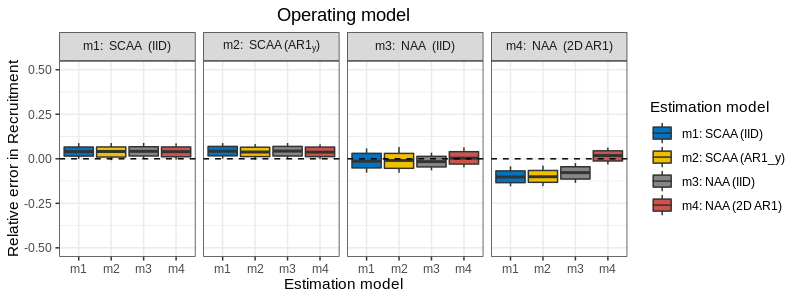 Operating model
m1: SCAA (IID)
m2: SCAA (AR1y)
m3: NAA (IID)
m4: NAA (2D AR1)
Relative error in Recruitment
0.50
0.25
0.00
-0.25
-0.50
m1 m2 m3 m4
m1 m2 m3 m4
m1 m2 m3 m4
m1 m2 m3 m4
Estimation model
Estimation model
m1: SCAA (IID)
m2: SCAA (AR1_y)
m3: NAA (IID)
m4: NAA (2D AR1)